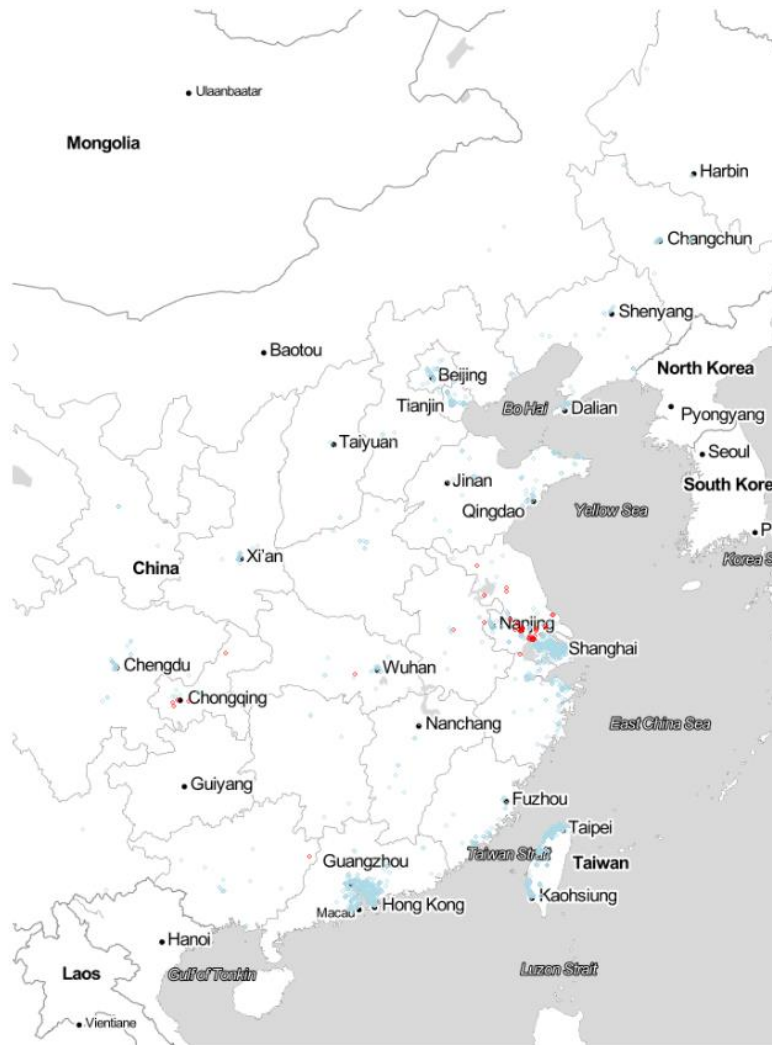 Ulaanbaatar
Mongolia
Harbin
Changchun
Shenyang
Baotou
Beijing
North Korea
Tianjin
Bo Hai
Dalian
Pyongyang
Taiyuan
Seoul
Jinan
South Kore
Qingdao
Yellow Sea
P
Korea S
Xi'an
China
Nanjing
Shanghai
Chengdu
Wuhan
Chongqing
Nanchang
East China Sea
Guiyang
Fuzhou
Taipei
Taiwan Strait
Taiwan
Guangzhou
Kaohsiung
Hong Kong
Macau
Hanoi
Laos
Gulf of Tonkin
Luzon Strait
Vientiane